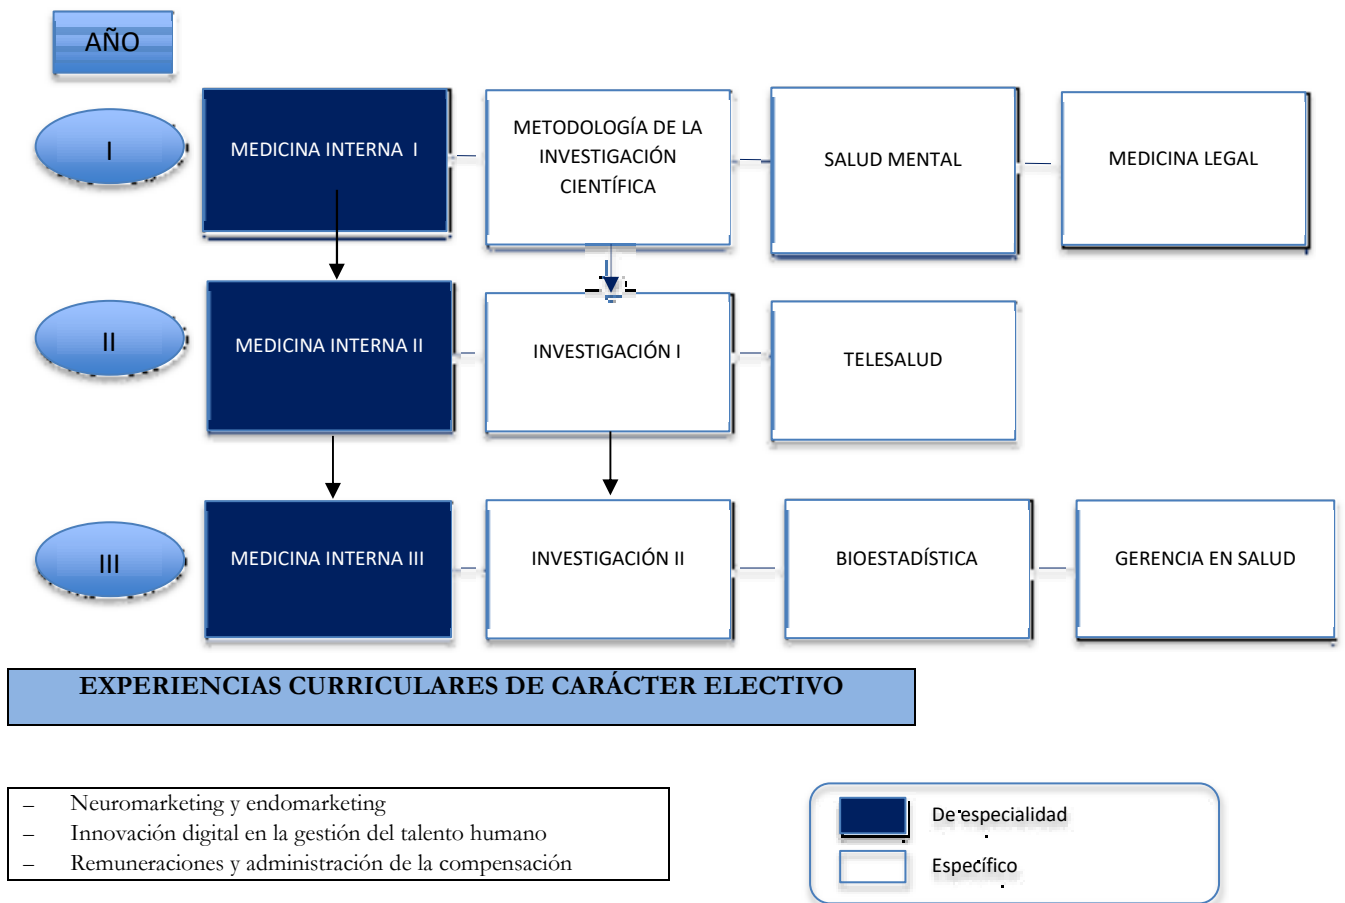 AÑO
I
MEDICINA INTERNA I
METODOLOGÍA DE LA
INVESTIGACIÓN
CIENTÍFICA
SALUD MENTAL
MEDICINA LEGAL
II
MEDICINA INTERNA II
INVESTIGACIÓN I
TELESALUD
III
MEDICINA INTERNA III
INVESTIGACIÓN II
BIOESTADÍSTICA
GERENCIA EN SALUD
EXPERIENCIAS CURRICULARES DE CARÁCTER ELECTIVO
– Neuromarketing y endomarketing
– Innovación digital en la gestión del talento humano
– Remuneraciones y administración de la compensación
De especialidad
Específico